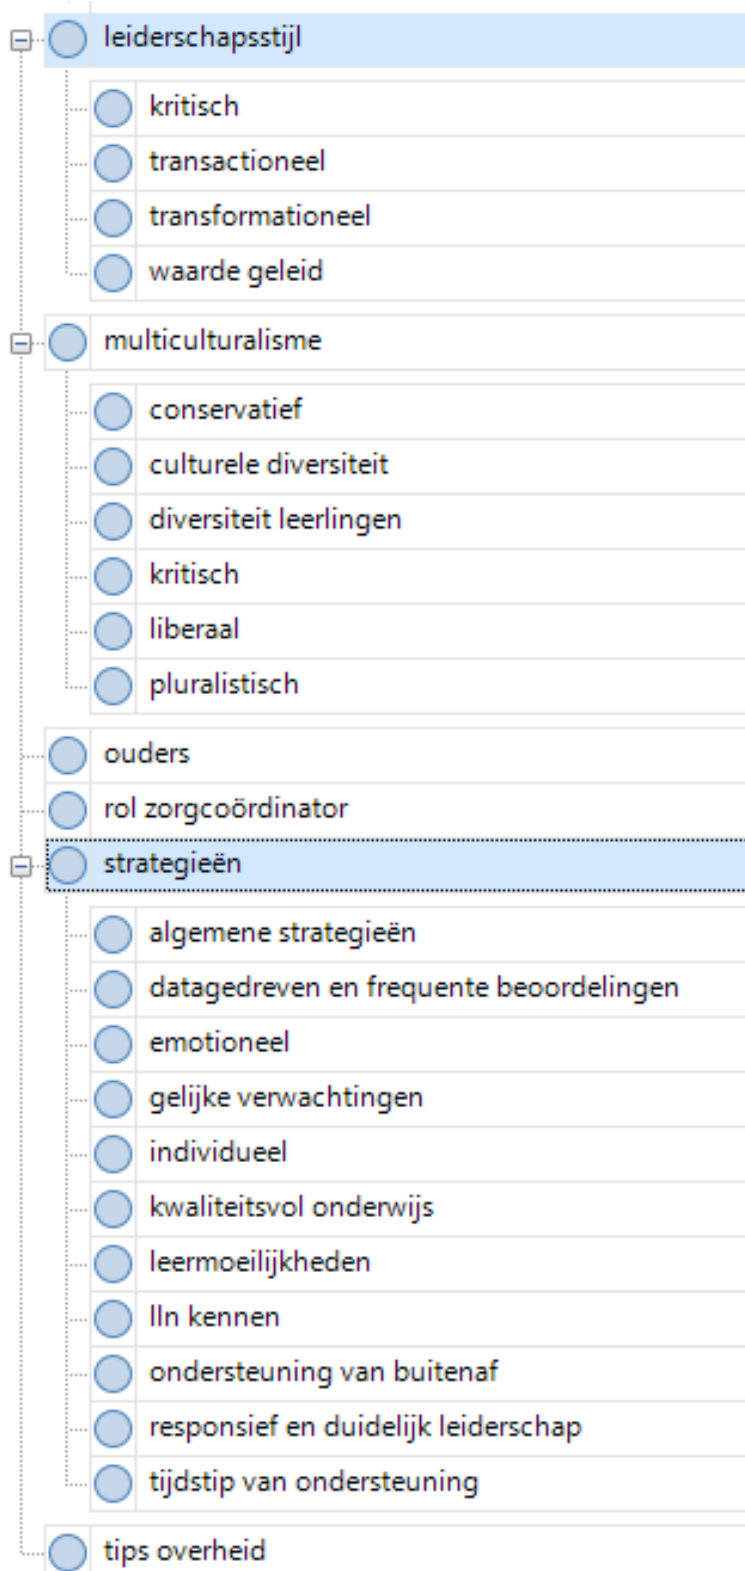 leiderschapsstijl
kritisch
transactioneel
transformationeel
waarde geleid
multiculturalisme
conservatief
culturele diversiteit
diversiteit leerlingen
kritisch
liberaal
pluralistisch
ouders
rol zorgcoördinator
strategieën
algemene strategieën
datagedreven en frequente beoordelingen
emotioneel
gelijke verwachtingen
individueel
kwaliteitsvol onderwijs
leermoeilijkheden
lln kennen
ondersteuning van buitenaf
responsief en duidelijk leiderschap
tijdstip van ondersteuning
tips overheid